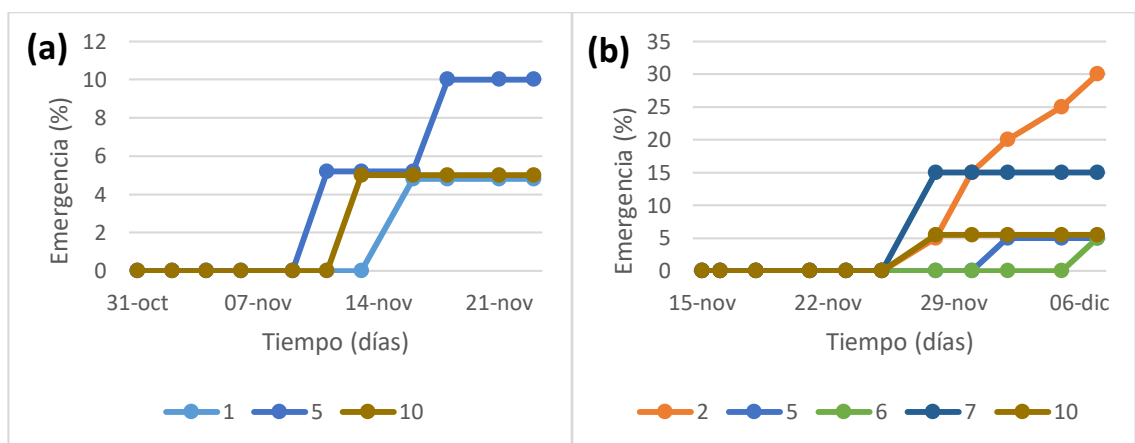 (a)
12
10
8
6
4
2
0
Emergencia (%)
31-oct 07-nov 14-nov 21-nov
Tiempo (días)
1 5 10
(b)
35
30
25
20
15
10
5
0
Emergencia (%)
15-nov 22-nov 29-nov 06-dic
Tiempo (días)
2 5 6 7 10